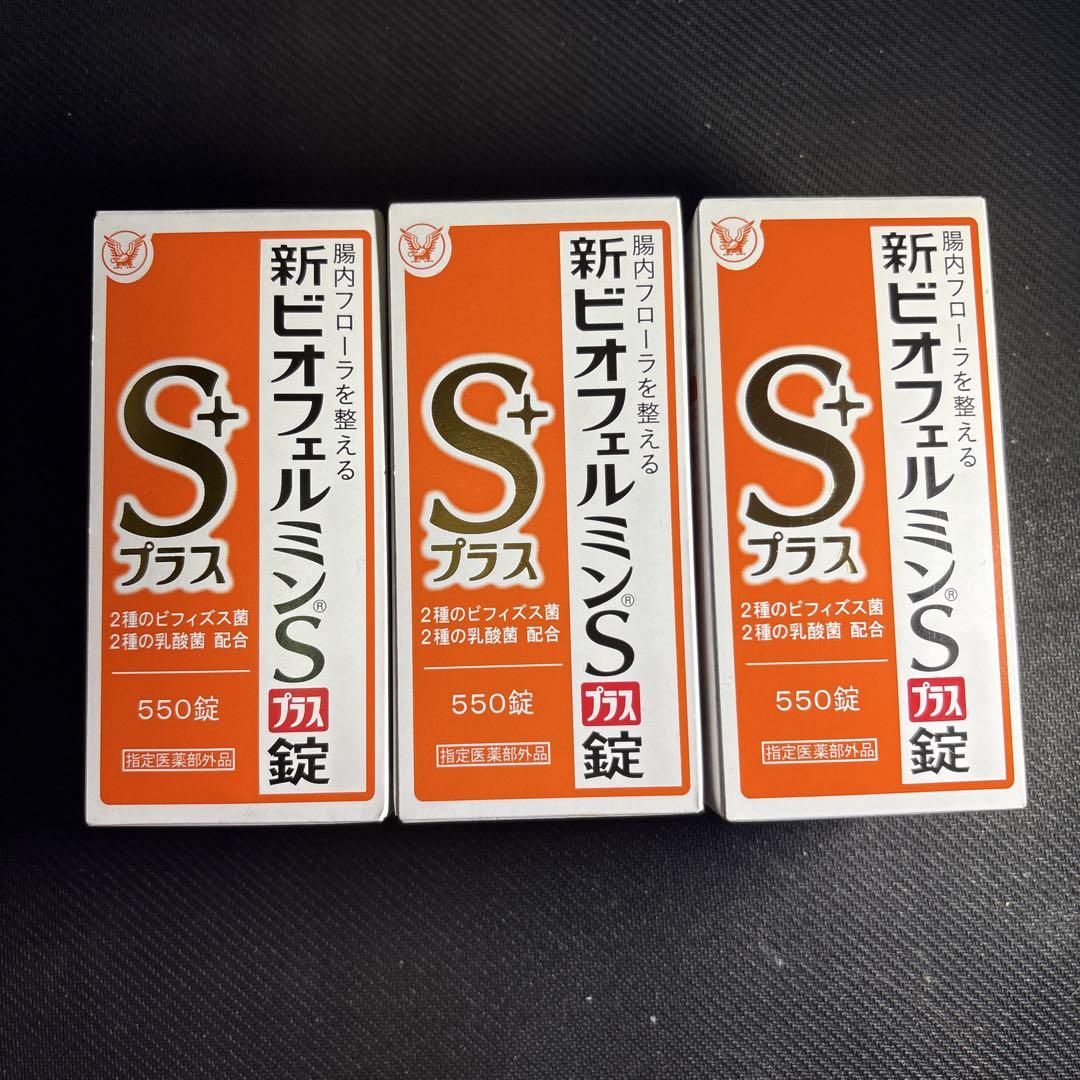 腸内フローラを整える
新ビオフェルミン®Sプラス錠
S+
プラス
2種のビフィズス菌
2種の乳酸菌 配合
550錠
指定医薬部外品
腸内フローラを整える
新ビオフェルミン®Sプラス錠
S+
プラス
2種のビフィズス菌
2種の乳酸菌 配合
550錠
指定医薬部外品
腸内フローラを整える
新ビオフェルミン®Sプラス錠
S+
プラス
2種のビフィズス菌
2種の乳酸菌 配合
550錠
指定医薬部外品